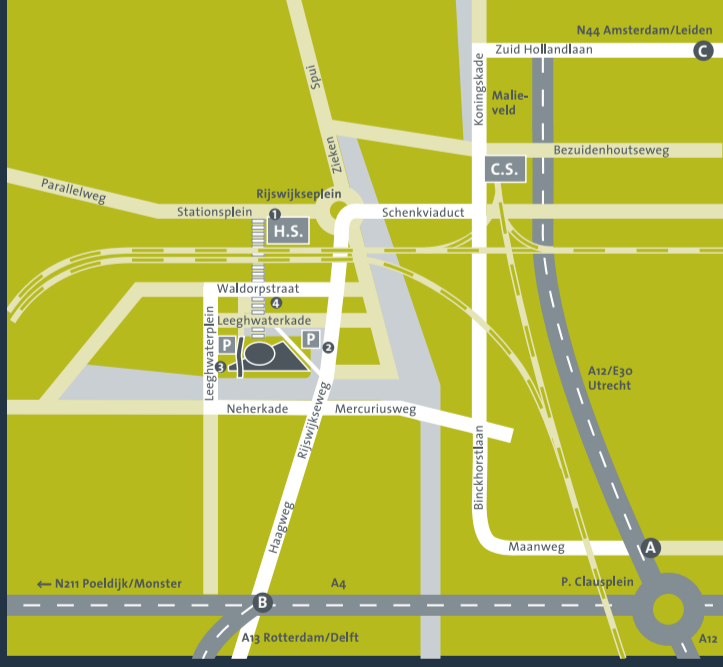 N44 Amsterdam/Leiden
Zuid Hollandlaan
C
Koningskade
Spui
Malie-
veld
Zieken
Bezuidenhoutseweg
C.S.
Parallelweg
Rijswijkseplein
Stationsplein
1
Schenkviaduct
H.S.
Waldorpstraat
4
Leeghwaterkade
Leeghwaterplein
P
P
2
3
A12/E30
Utrecht
Neherkade
Mercuriusweg
Rijswijkseweg
Binckhorstlaan
Haagweg
Maanweg
A
← N211 Poeldijk/Monster
A4
P. Clausplein
B
A13 Rotterdam/Delft
A12